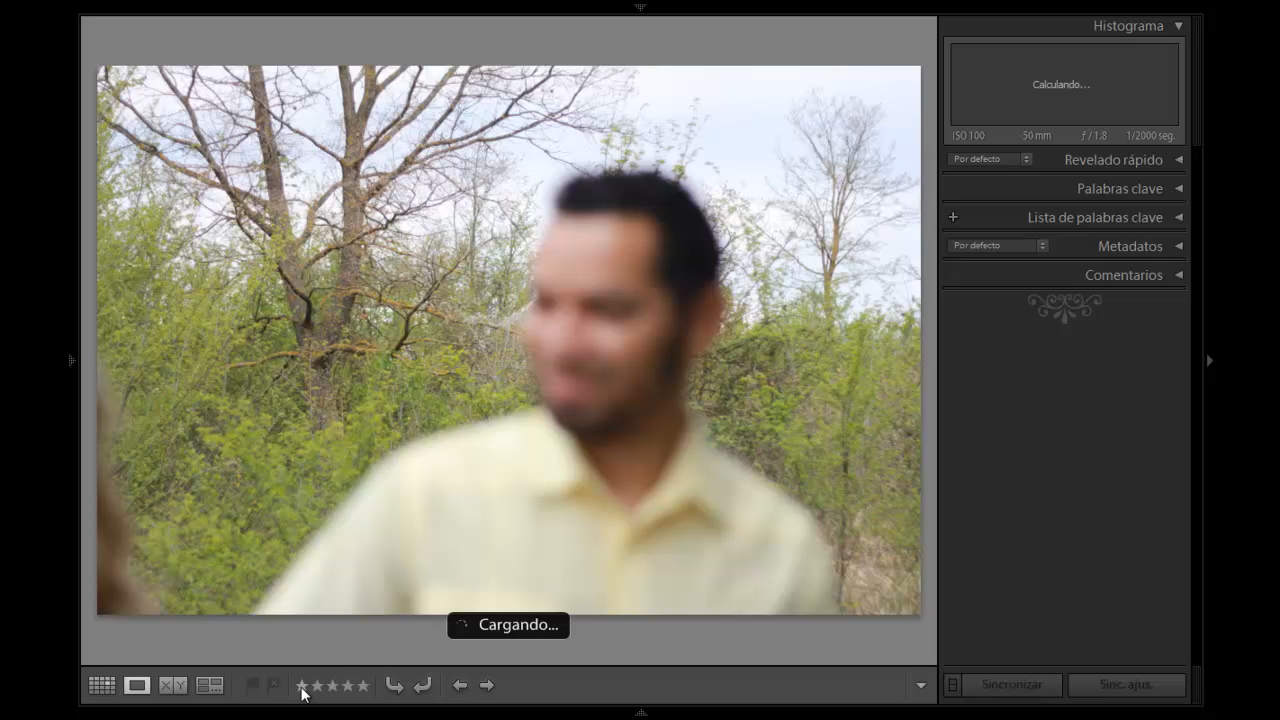 Histograma
Calculando...
ISO 100 50 mm ƒ / 1.8 1/2000 seg.
Por defecto Revelado rápido
Palabras clave
+ Lista de palabras clave
Por defecto Metadatos
Comentarios
Cargando...
X Y
Sincronizar Sinc. ajus.